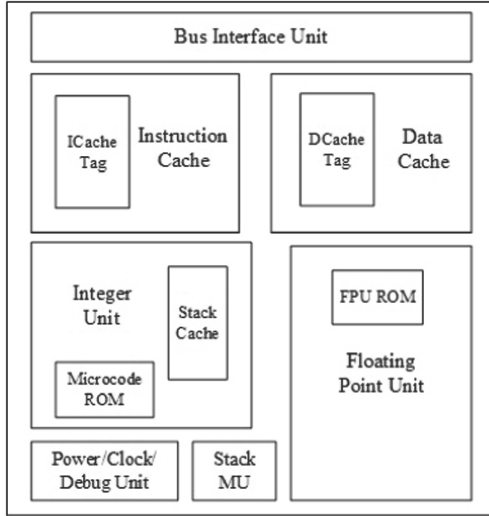 Bus Interface Unit
ICache
Tag
Instruction
Cache
DCache
Tag
Data
Cache
Integer
Unit
Stack
Cache
Microcode
ROM
FPU ROM
Floating
Point Unit
Power/Clock/
Debug Unit
Stack
MU